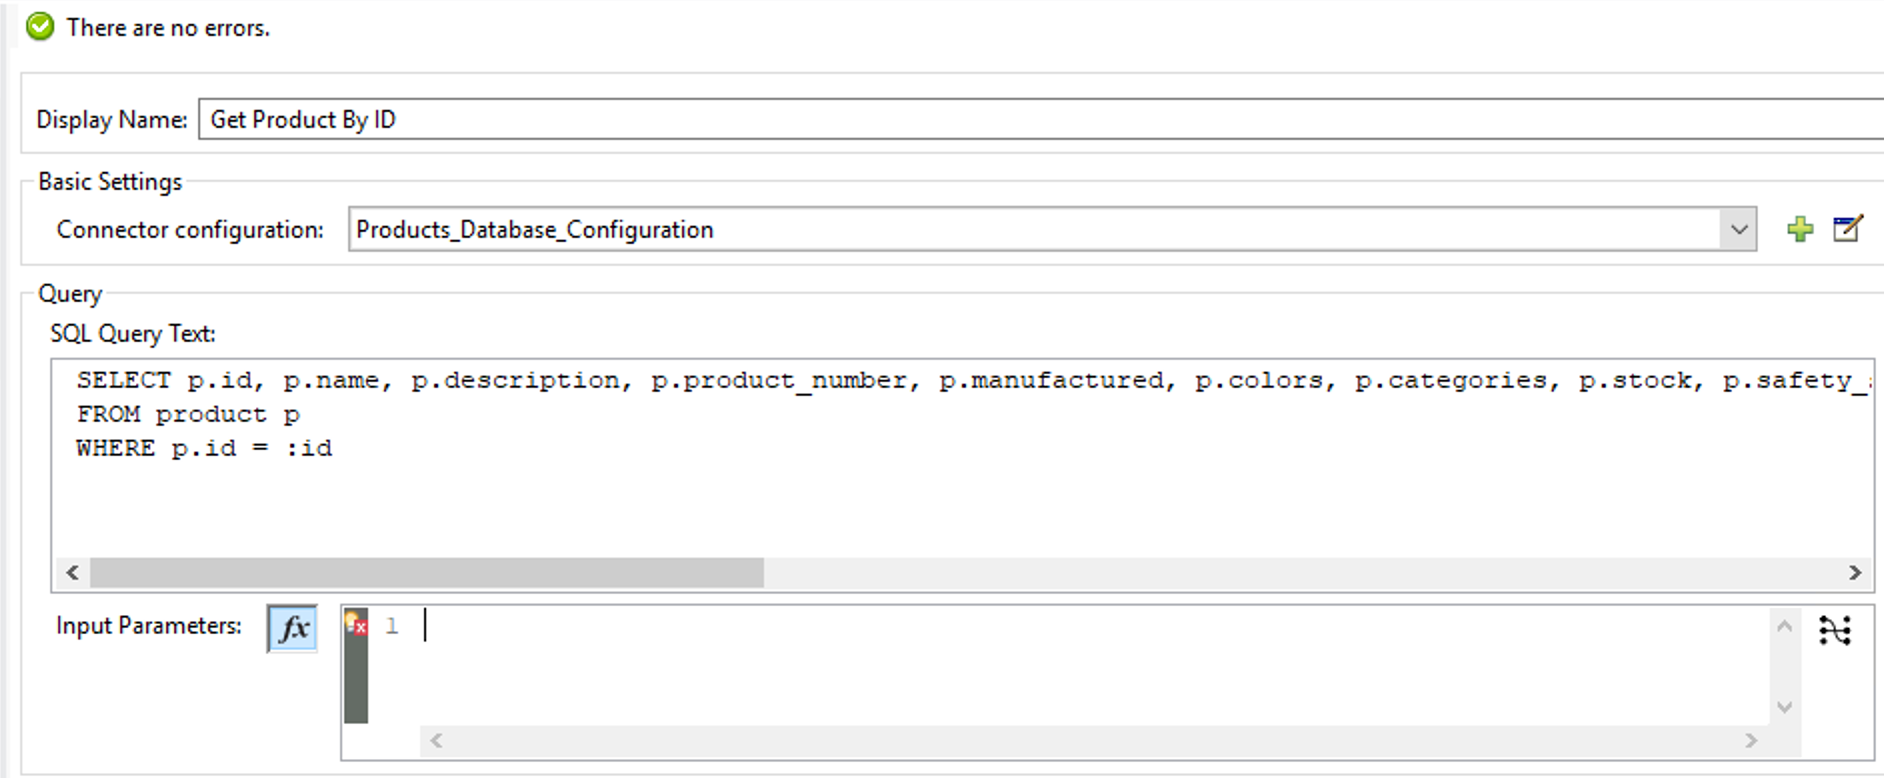 There are no errors.
Display Name: Get Product By ID
Basic Settings
Connector configuration: Products_Database_Configuration
Query
SQL Query Text:
SELECT p.id, p.name, p.description, p.product_number, p.manufactured, p.colors, p.categories, p.stock, p.safety_
FROM product p
WHERE p.id = :id
Input Parameters: fx 1